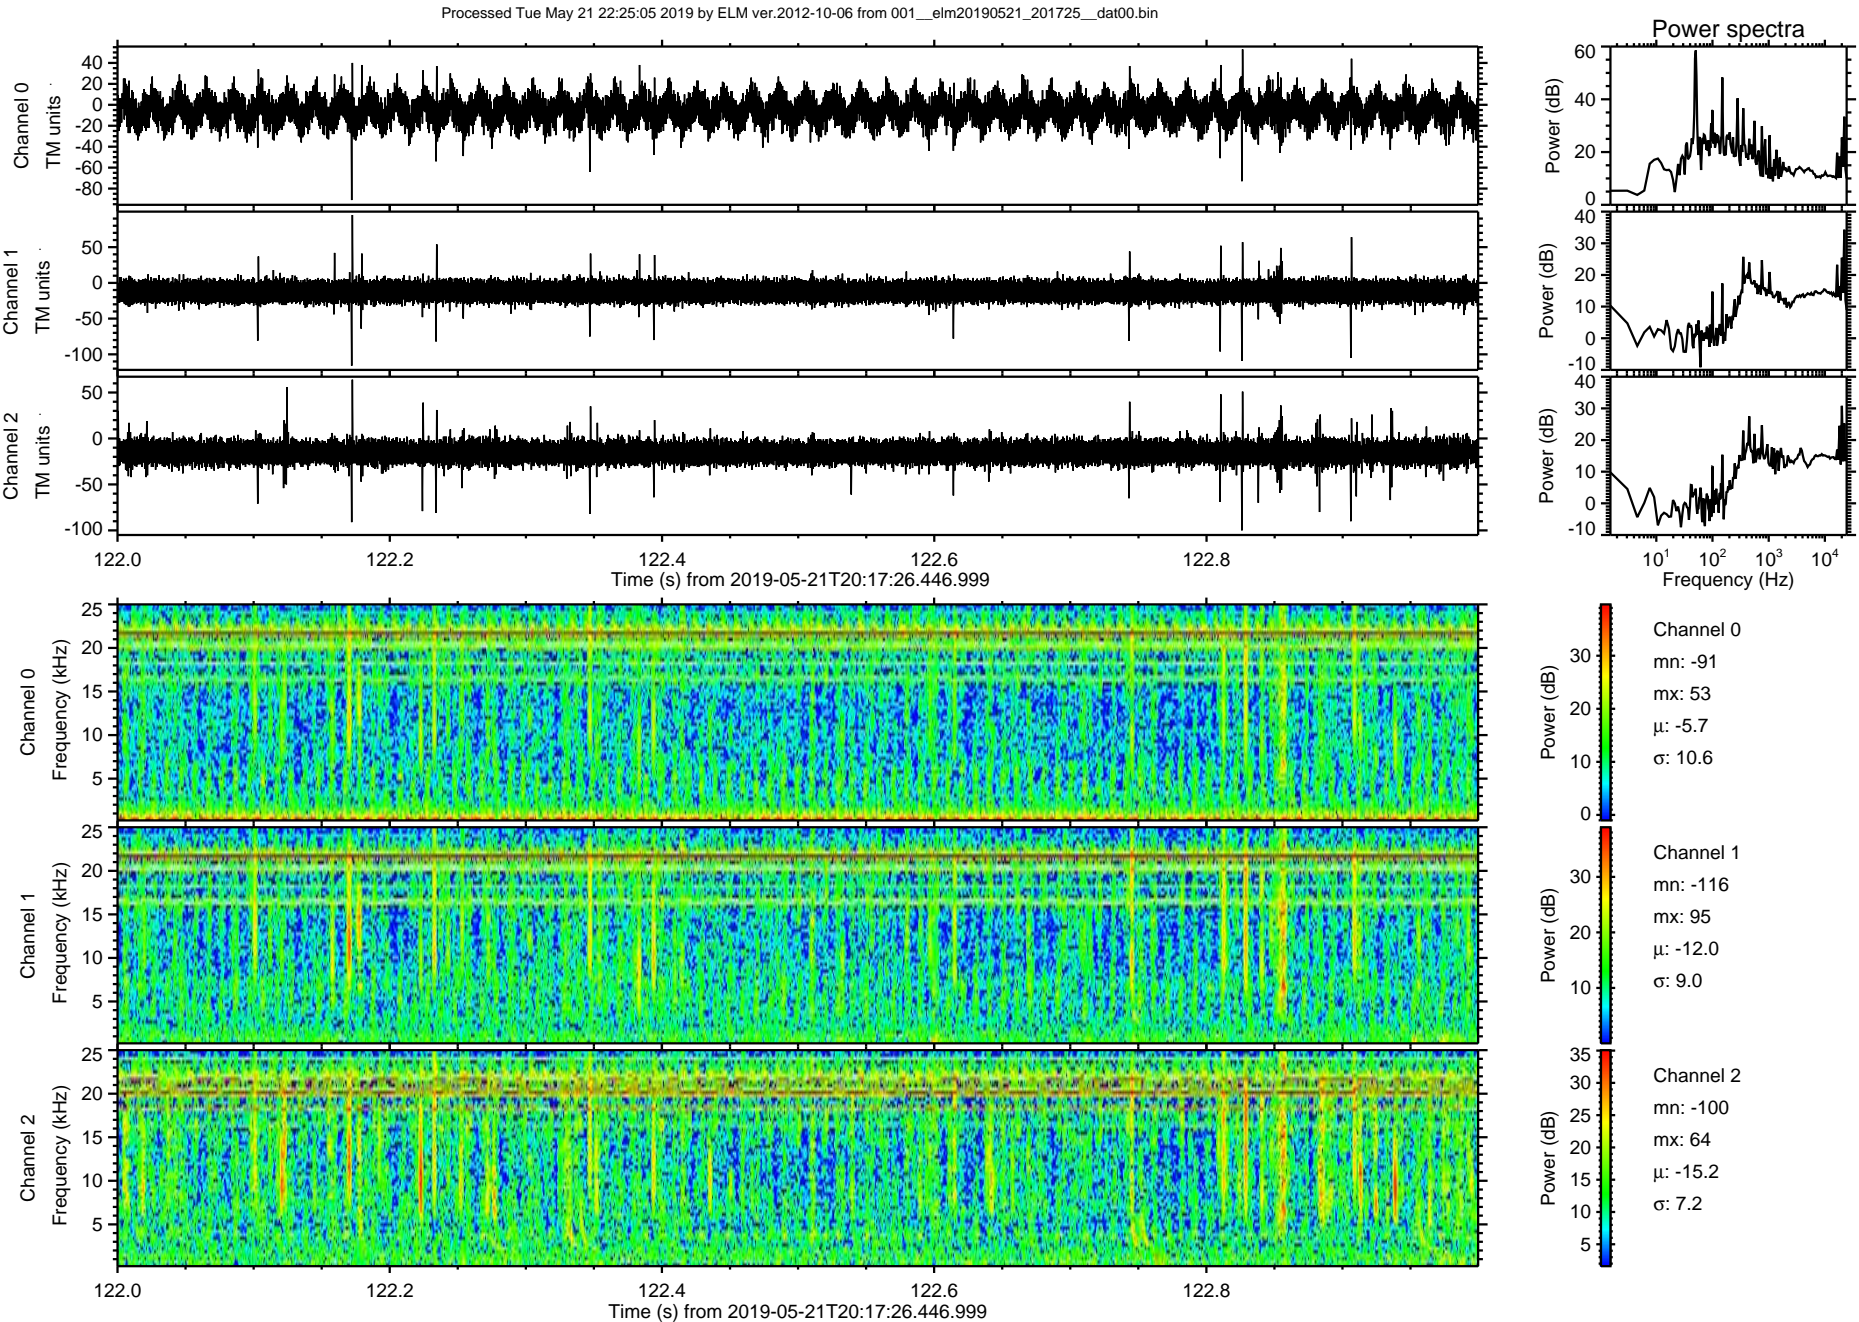 Processed Tue May 21 22:25:05 2019 by ELM ver.2012-10-06 from 001__elm20190521_201725__dat00.bin
Power spectra
Channel 0
TM units
40
20
0
-20
-40
-60
-80
Power (dB)
60
40
20
0
Channel 1
TM units
50
0
-50
-100
Power (dB)
40
30
20
10
0
-10
Channel 2
TM units
50
0
-50
-100
Power (dB)
40
30
20
10
0
-10
122.0 122.2 122.4 122.6 122.8
Time (s) from 2019-05-21T20:17:26.446.999
10¹ 10² 10³ 10⁴
Frequency (Hz)
Channel 0
Frequency (kHz)
25
20
15
10
5
Power (dB)
30
20
10
0
Channel 0
mn: -91
mx: 53
μ: -5.7
σ: 10.6
Channel 1
Frequency (kHz)
25
20
15
10
5
Power (dB)
30
20
10
Channel 1
mn: -116
mx: 95
μ: -12.0
σ: 9.0
Channel 2
Frequency (kHz)
25
20
15
10
5
Power (dB)
35
30
25
20
15
10
5
Channel 2
mn: -100
mx: 64
μ: -15.2
σ: 7.2
122.0 122.2 122.4 122.6 122.8
Time (s) from 2019-05-21T20:17:26.446.999